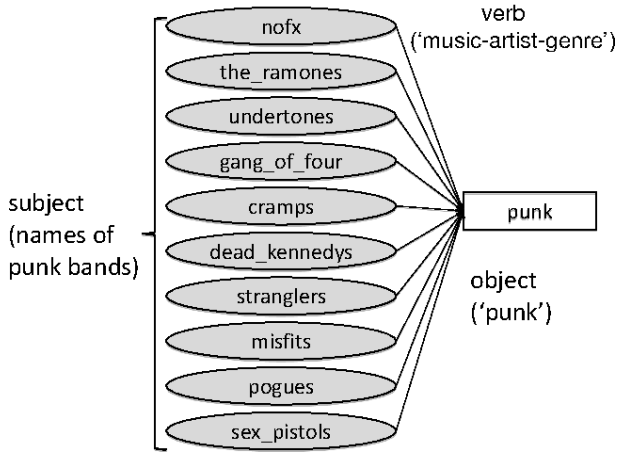 nofx
the_ramones
undertones
gang_of_four
cramps
dead_kennedys
stranglers
misfits
pogues
sex_pistols
subject
(names of
punk bands)
verb
(‘music-artist-genre’)
punk
object
(‘punk’)